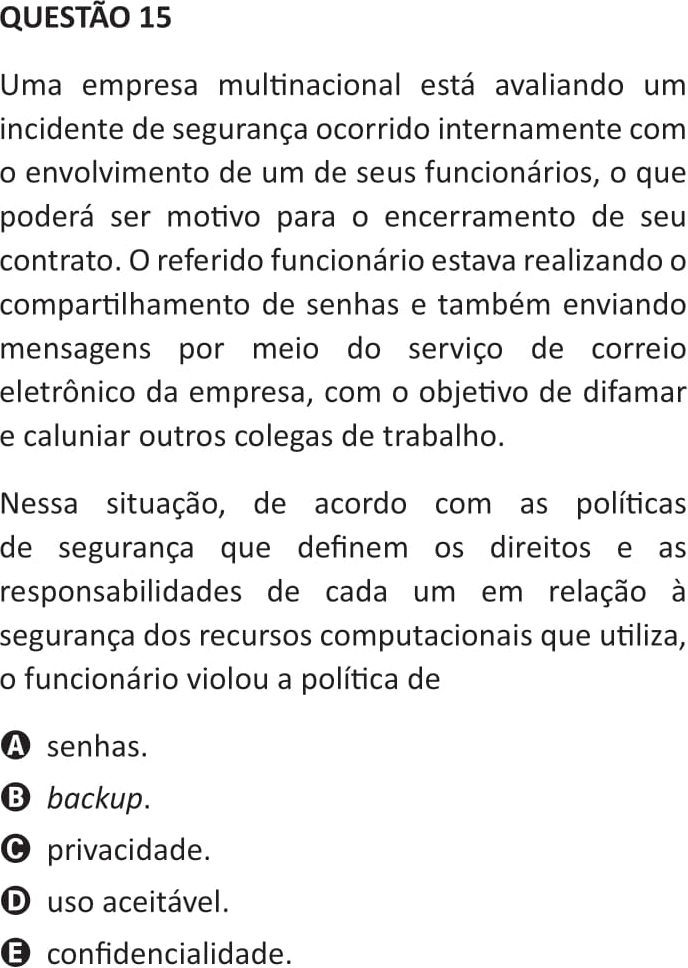 QUESTÃO 15
Uma empresa multinacional está avaliando um
incidente de segurança ocorrido internamente com
o envolvimento de um de seus funcionários, o que
poderá ser motivo para o encerramento de seu
contrato. O referido funcionário estava realizando o
compartilhamento de senhas e também enviando
mensagens por meio do serviço de correio
eletrônico da empresa, com o objetivo de difamar
e caluniar outros colegas de trabalho.
Nessa situação, de acordo com as políticas
de segurança que definem os direitos e as
responsabilidades de cada um em relação à
segurança dos recursos computacionais que utiliza,
o funcionário violou a política de
A senhas.
B backup.
C privacidade.
D uso aceitável.
E confidencialidade.